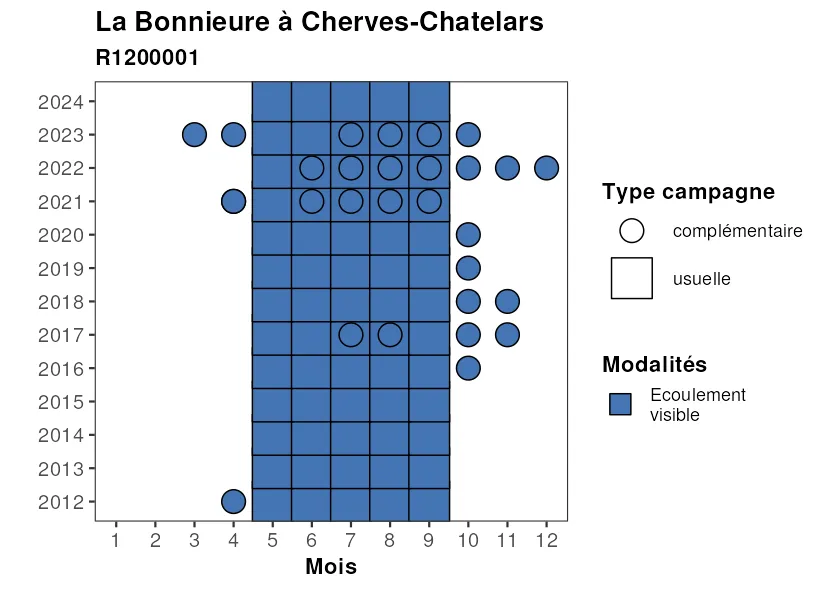 La Bonnieure à Cherves-Chatelars
R1200001
2024
2023
2022
2021
2020
2019
2018
2017
2016
2015
2014
2013
2012
1 2 3 4 5 6 7 8 9 10 11 12
Mois
Type campagne
complémentaire
usuelle
Modalités
Ecoulement
visible